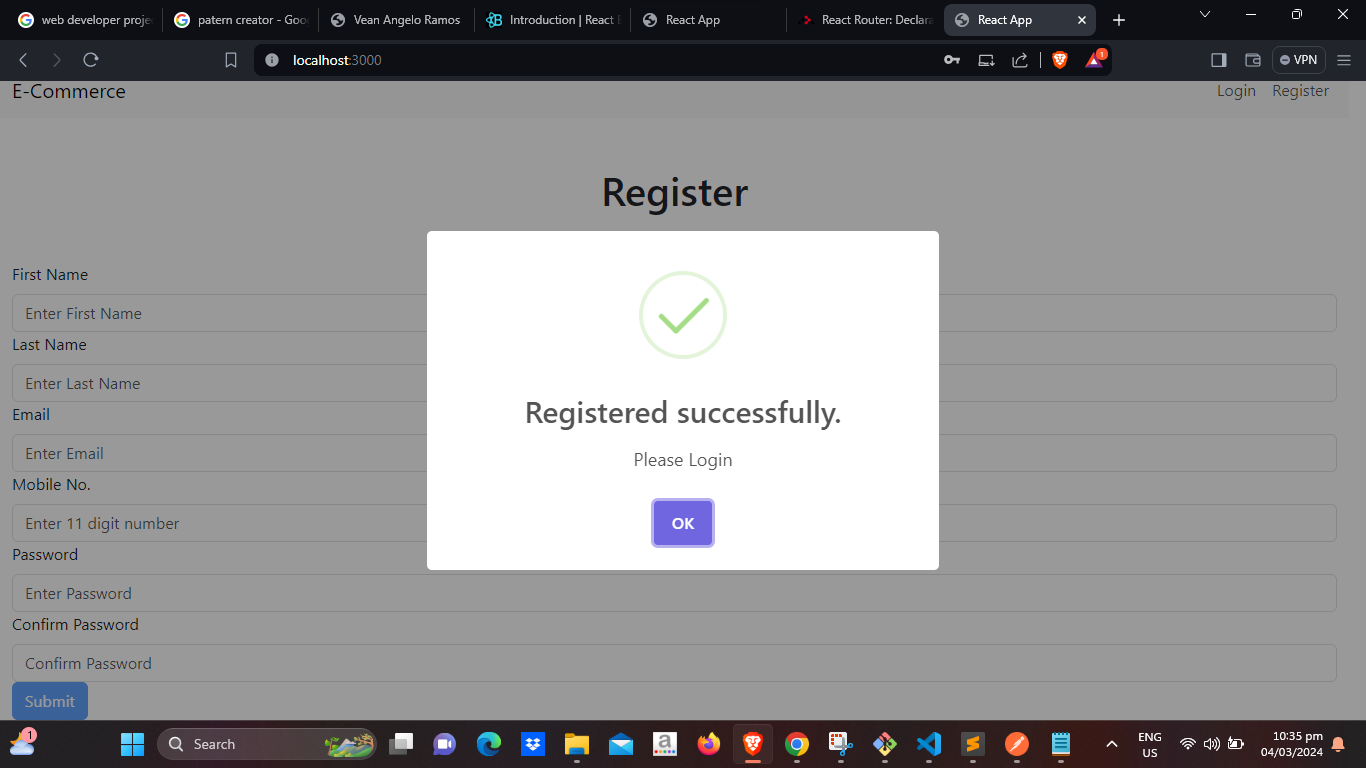 web developer proje
patern creator - Goo
Vean Angelo Ramos
Introduction | React
React App
React Router: Declara
React App
localhost:3000
1
VPN
E-Commerce
Login
Register
Register
First Name
Enter First Name
Last Name
Enter Last Name
Email
Enter Email
Mobile No.
Enter 11 digit number
Password
Enter Password
Confirm Password
Confirm Password
Submit
Registered successfully.
Please Login
OK
1
Search
a
ENG
US
10:35 pm
04/03/2024